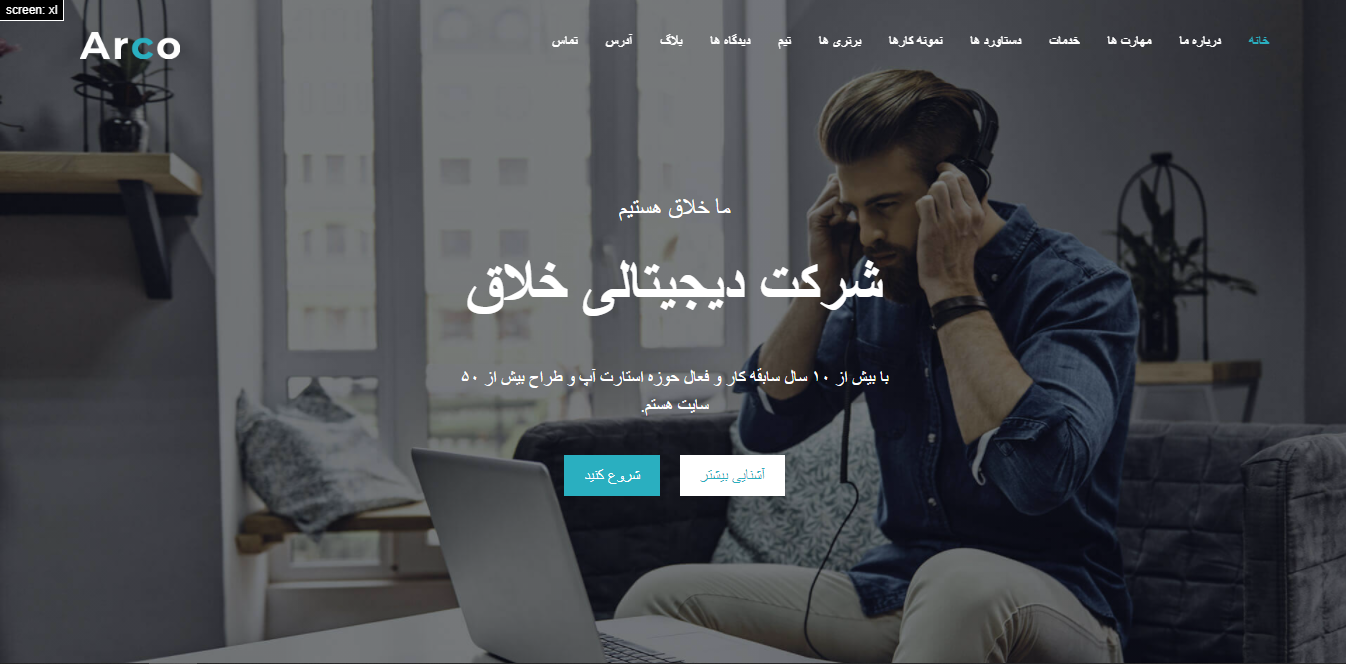 screen: xl
Arco
خانه
درباره ما
مهارت ها
خدمات
دستاورد ها
نمونه کارها
برتری ها
تیم
دیدگاه ها
بلاگ
آدرس
تماس
ما خلاق هستیم
شرکت دیجیتالی خلاق
با بیش از ۱۰ سال سابقه کار و فعال حوزه استارت آپ و طراح بیش از ۵۰
سایت هستم.
آشنایی بیشتر
شروع کنید